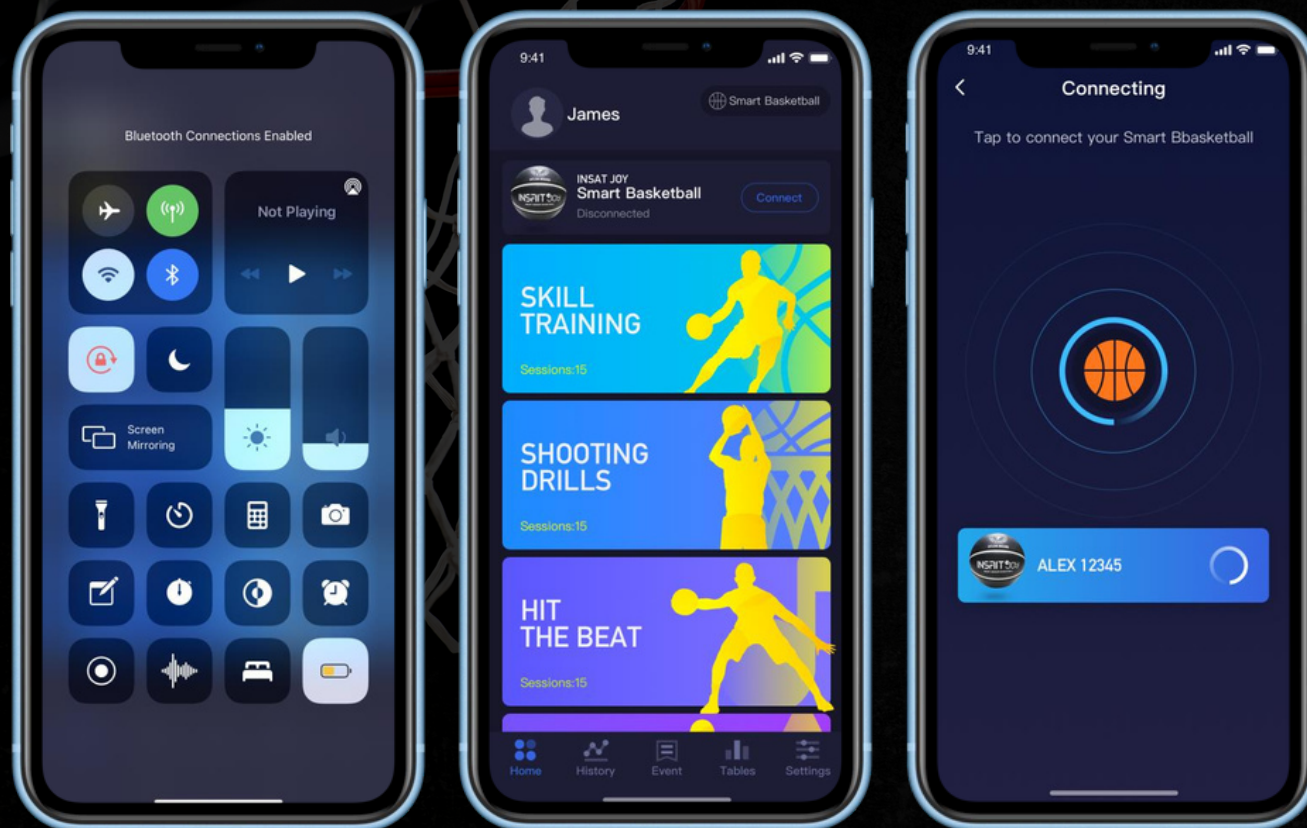 Bluetooth Connections Enabled
Not Playing
Screen
Mirroring
9:41
James
Smart Basketball
INSAT JOY
Smart Basketball
Disconnected
Connect
SKILL
TRAINING
Sessions:15
SHOOTING
DRILLS
Sessions:15
HIT
THE BEAT
Sessions:15
Home
History
Event
Tables
Settings
9:41
Connecting
Tap to connect your Smart Bbasketball
ALEX 12345